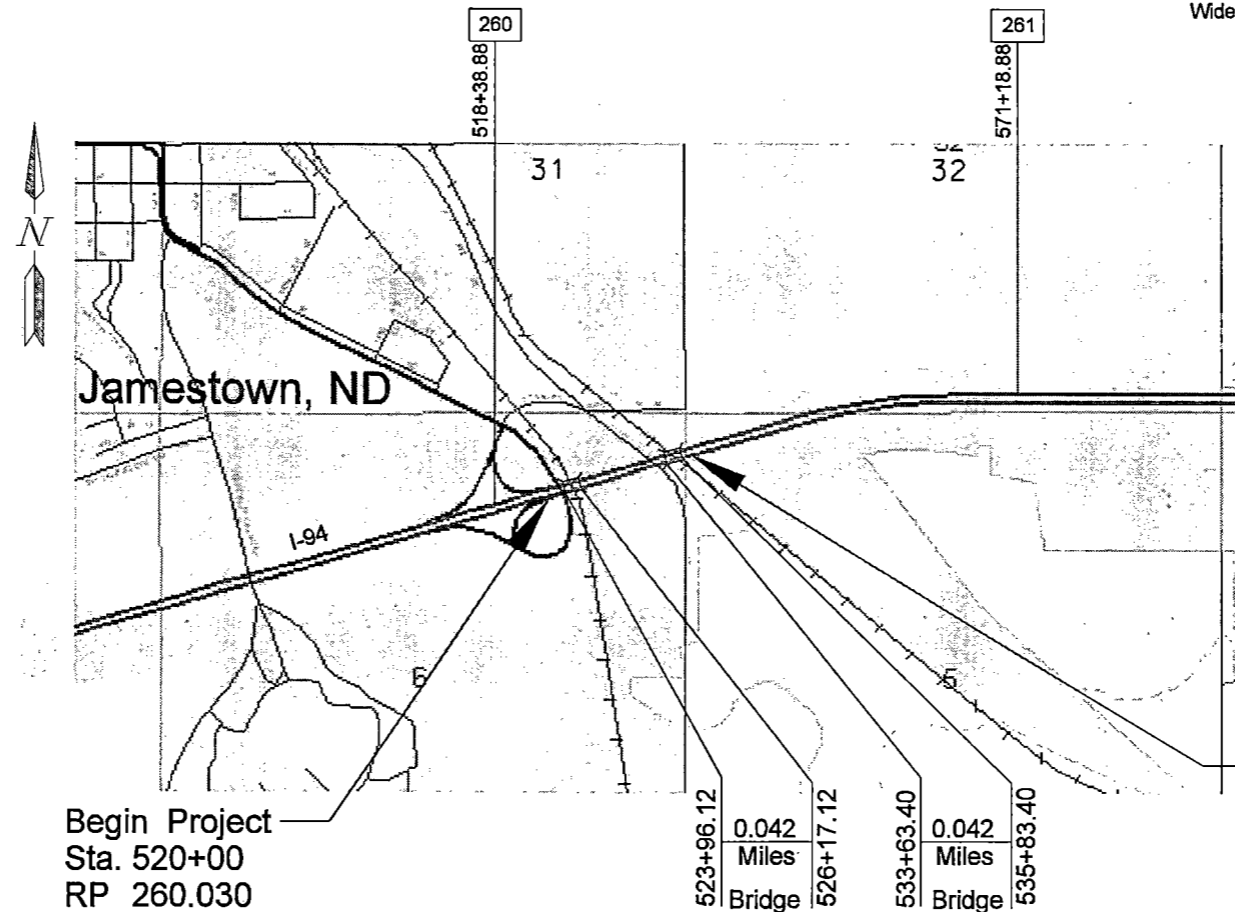 Wide
260
261
518+38.88
571+18.88
31
32
32
N
Jamestown, ND
I-94
6
5
Begin Project
Sta. 520+00
RP 260.030
523+96.12
0.042
Miles
Bridge
526+17.12
533+63.40
0.042
Miles
Bridge
535+83.40